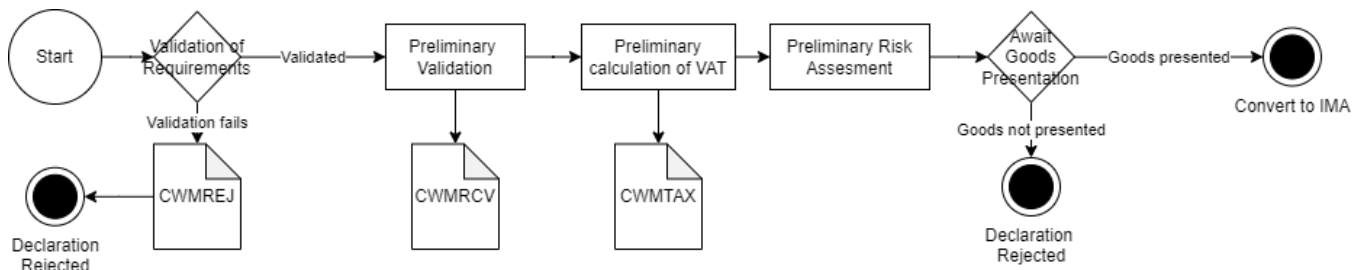 Start
Validation of
Requirements
Validated
Preliminary
Validation
Preliminary
calculation of VAT
Preliminary Risk
Assesment
Await
Goods
Presentation
Goods presented
Convert to IMA
Validation fails
Goods not presented
CWMREJ
CWMRCV
CWMTAX
Declaration
Rejected
Declaration
Rejected